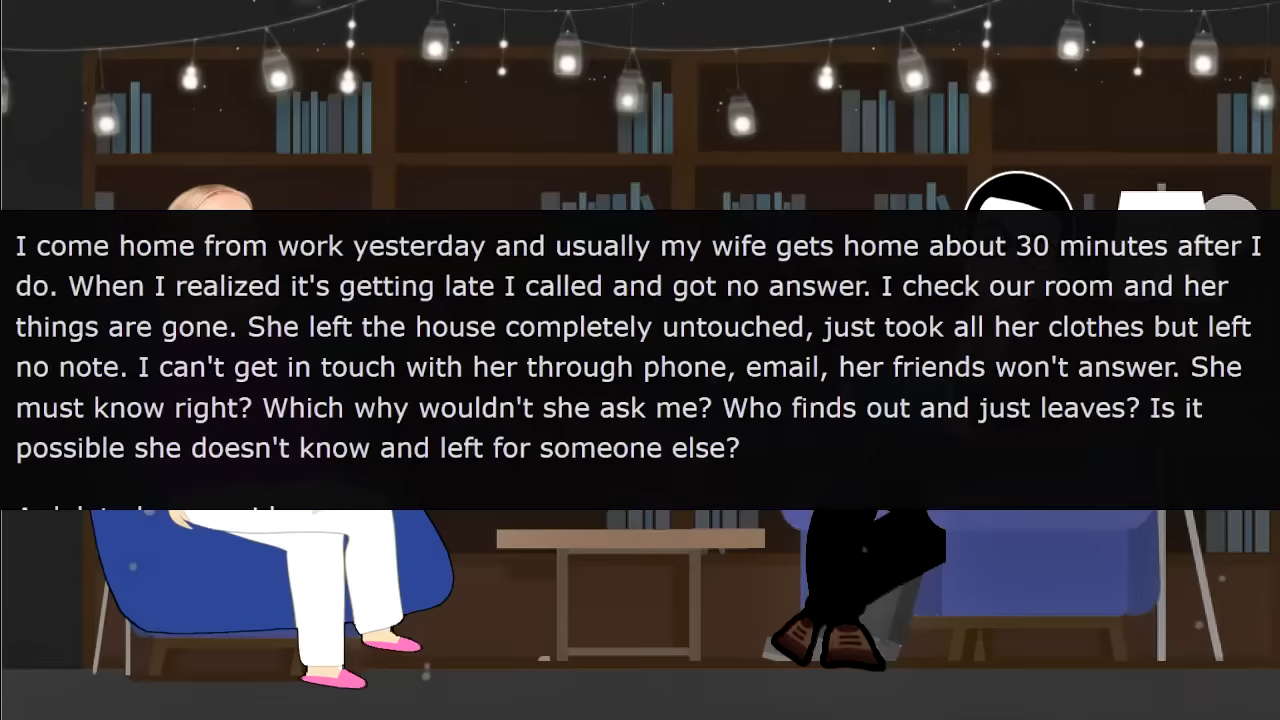 I come home from work yesterday and usually my wife gets home about 30 minutes after I
do. When I realized it's getting late I called and got no answer. I check our room and her
things are gone. She left the house completely untouched, just took all her clothes but left
no note. I can't get in touch with her through phone, email, her friends won't answer. She
must know right? Which why wouldn't she ask me? Who finds out and just leaves? Is it
possible she doesn't know and left for someone else?